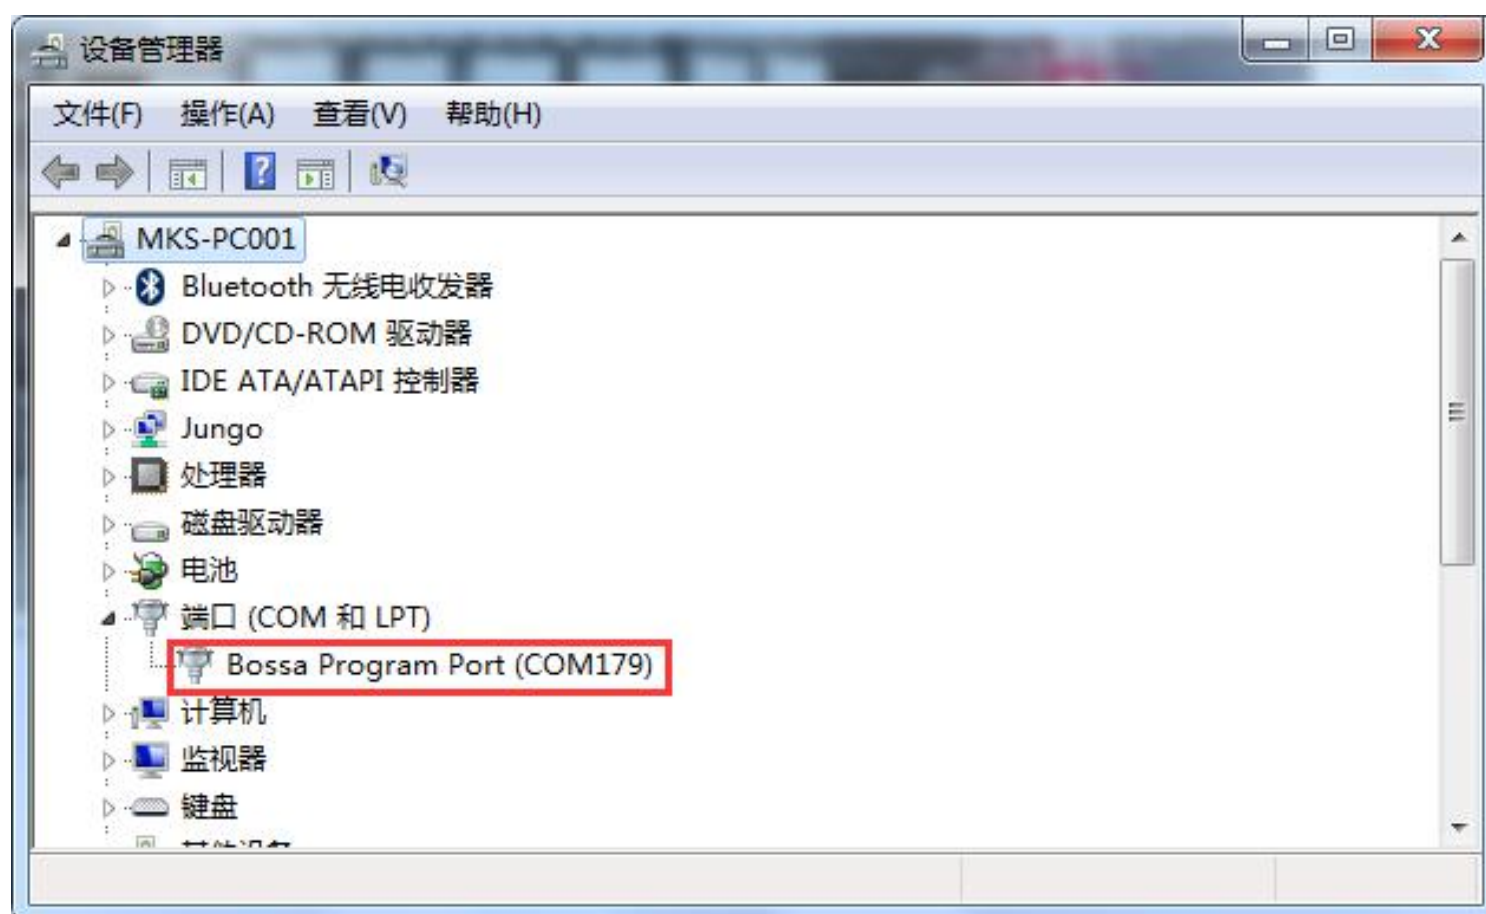 设备管理器
文件(F) 操作(A) 查看(V) 帮助(H)
MKS-PC001
Bluetooth 无线电收发器
DVD/CD-ROM 驱动器
IDE ATA/ATAPI 控制器
Jungo
处理器
磁盘驱动器
电池
端口 (COM 和 LPT)
Bossa Program Port (COM179)
计算机
监视器
键盘